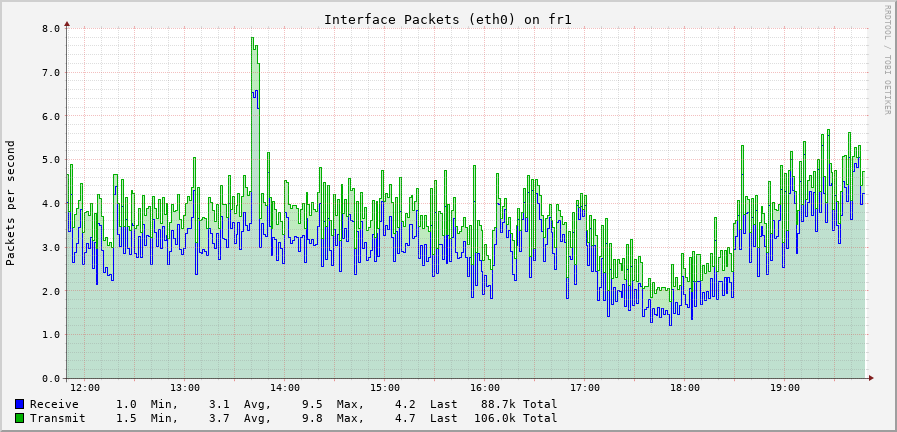 Interface Packets (eth0) on fr1
RRDTOOL / TOBI OETIKER
Packets per second
8.0
7.0
6.0
5.0
4.0
3.0
2.0
1.0
0.0
12:00 13:00 14:00 15:00 16:00 17:00 18:00 19:00
Receive 1.0 Min, 3.1 Avg, 9.5 Max, 4.2 Last 88.7k Total
Transmit 1.5 Min, 3.7 Avg, 9.8 Max, 4.7 Last 106.0k Total